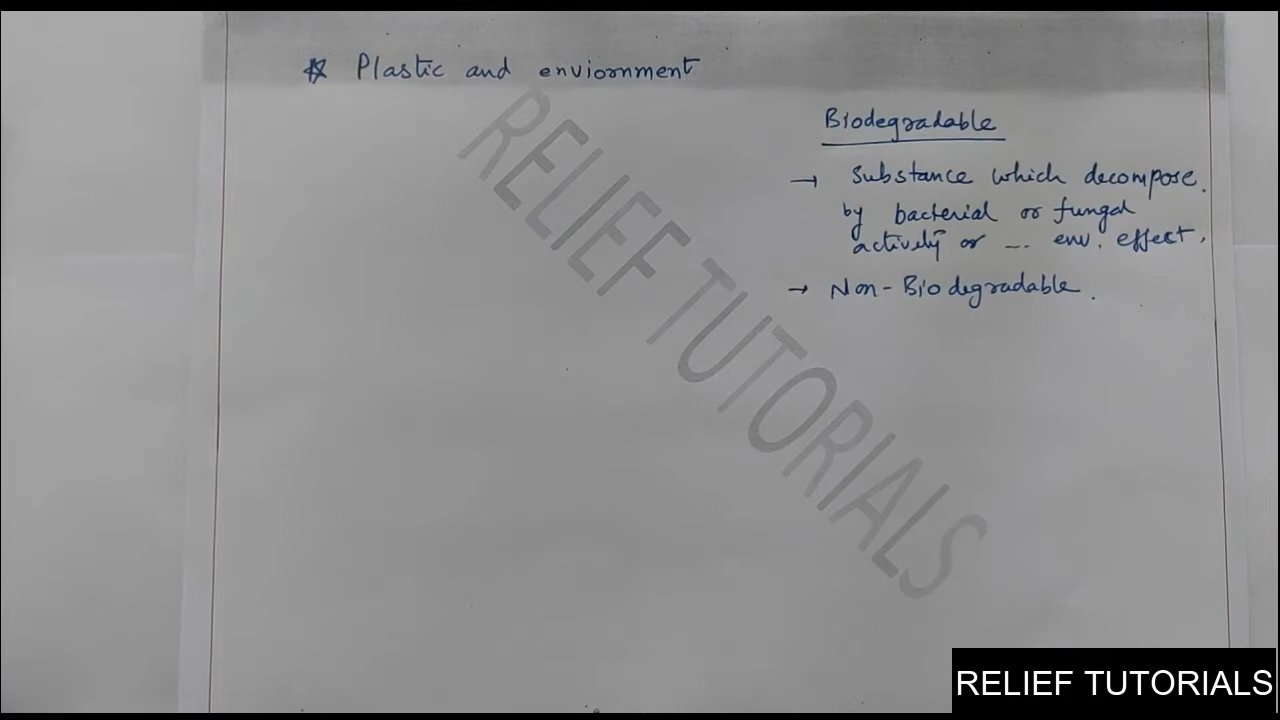 Plastic and enviornment
Biodegradable
→ Substance which decompose.
by bacterial or fungal
activity or ... env. effect.
→ Non-Biodegradable.
RELIEF TUTORIALS
RELIEF TUTORIALS